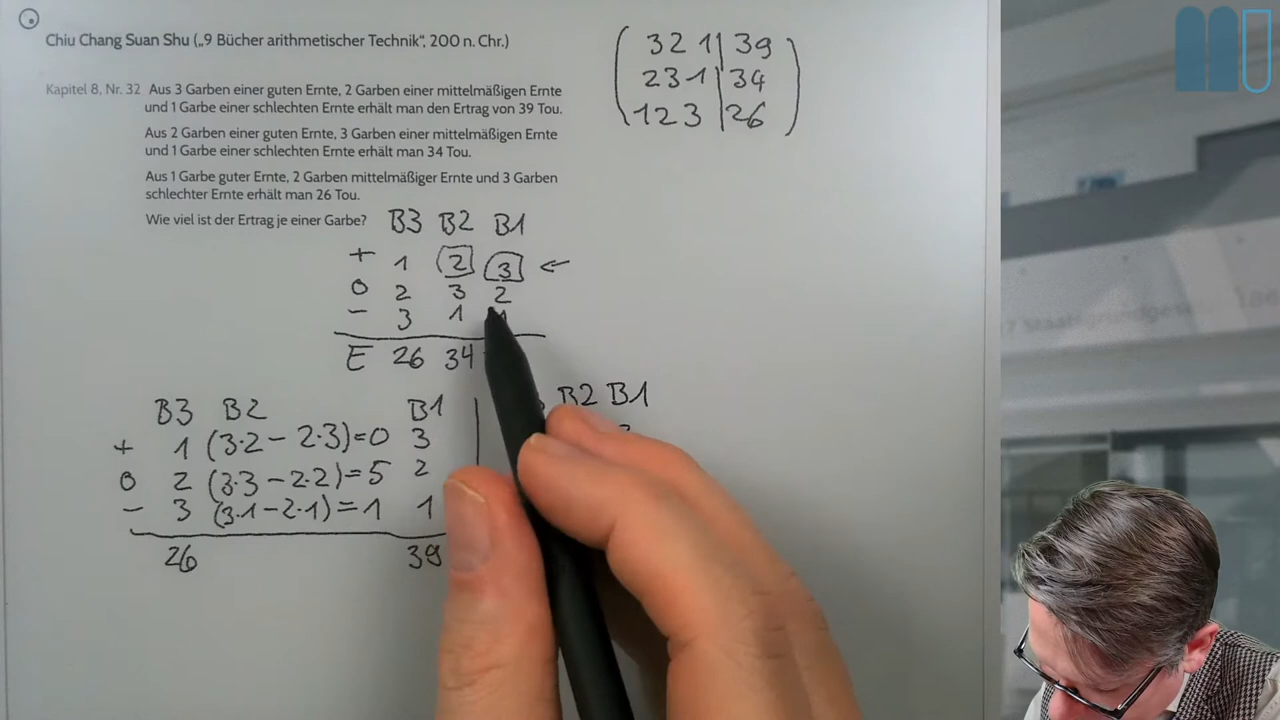 Chiu Chang Suan Shu („9 Bücher arithmetischer Technik“, 200 n. Chr.)
Kapitel 8, Nr. 32 Aus 3 Garben einer guten Ernte, 2 Garben einer mittelmäßigen Ernte
und 1 Garbe einer schlechten Ernte erhält man den Ertrag von 39 Tou.
Aus 2 Garben einer guten Ernte, 3 Garben einer mittelmäßigen Ernte
und 1 Garbe einer schlechten Ernte erhält man 34 Tou.
Aus 1 Garbe guter Ernte, 2 Garben mittelmäßiger Ernte und 3 Garben
schlechter Ernte erhält man 26 Tou.
Wie viel ist der Ertrag je einer Garbe?
3 2 1 | 39
2 3 1 | 34
1 2 3 | 26
B3 B2 B1
+ 1 2 3 ←
0 2 3 2
- 3 1 1
E 26 34
B3 B2 B1
+ 1 (3·2 - 2·3)=0 3
0 2 (3·3 - 2·2)=5 2
- 3 (3·1 - 2·1)=1 1
26 39
B2 B1
MU